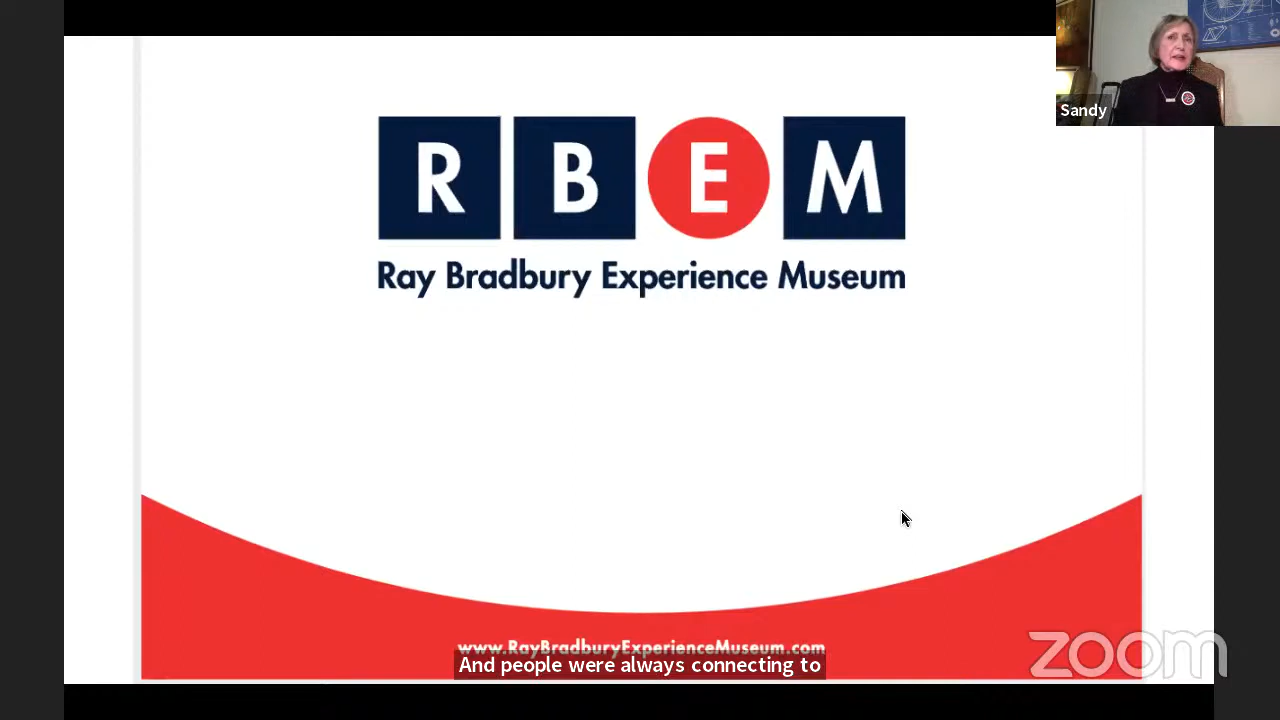 Sandy
R B E M
Ray Bradbury Experience Museum
www.RayBradburyExperienceMuseum.com
And people were always connecting to
zoom